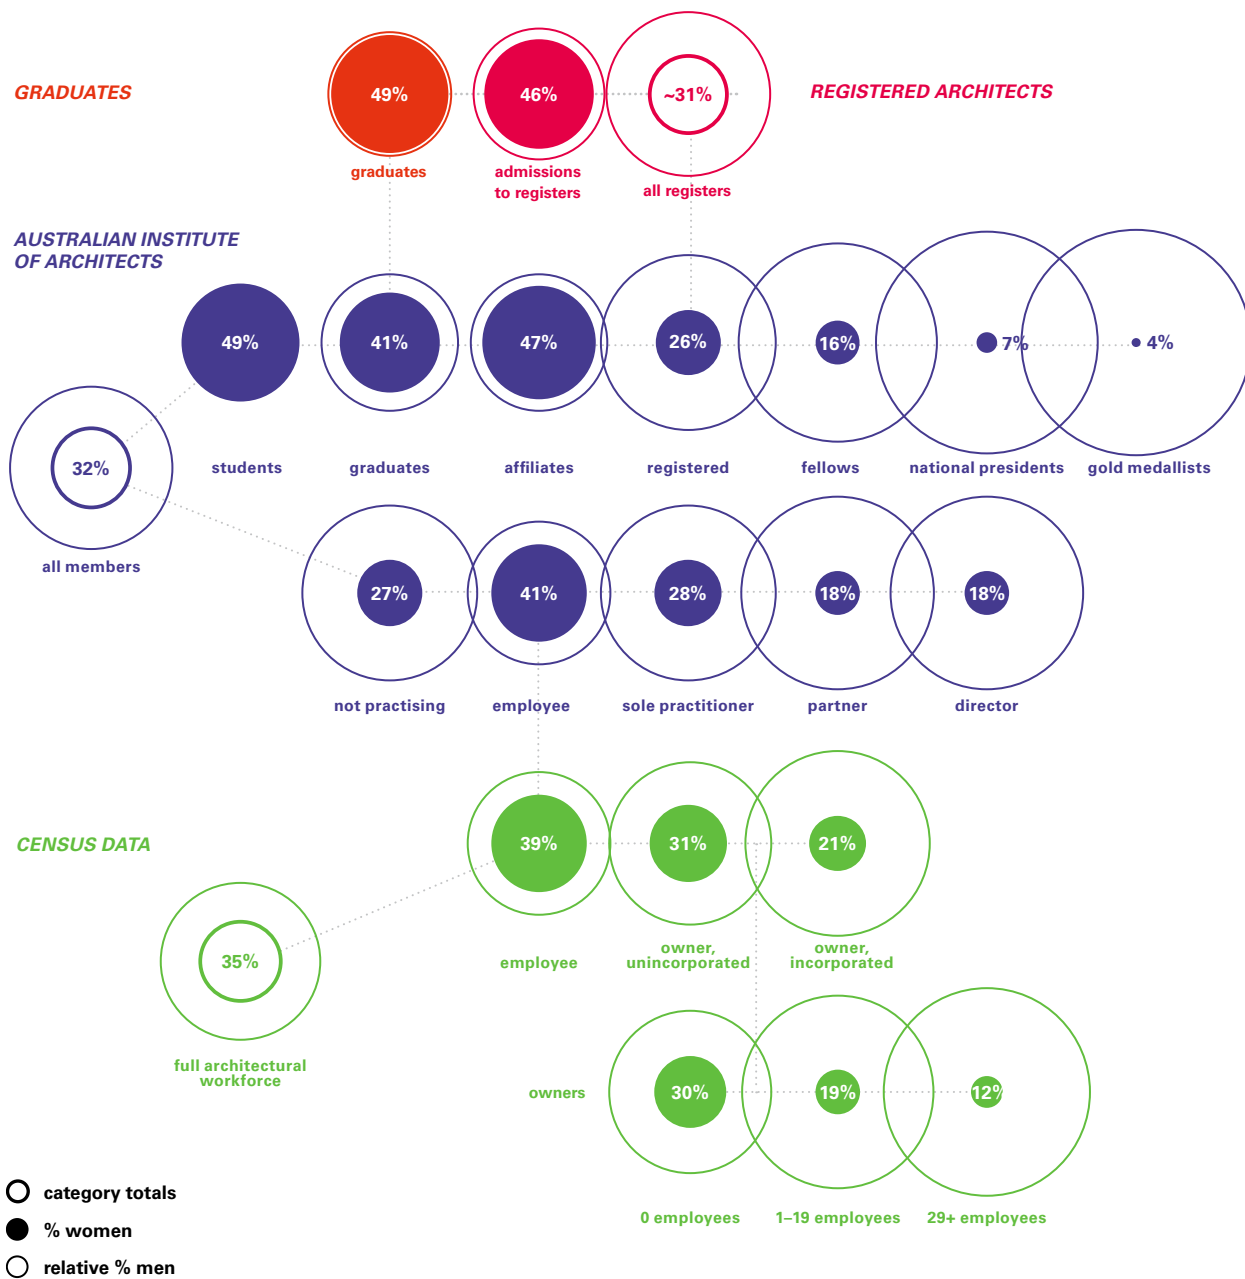 GRADUATES
49%
46%
~31%
REGISTERED ARCHITECTS
graduates
admissions
to registers
all registers
AUSTRALIAN INSTITUTE
OF ARCHITECTS
49%
41%
47%
26%
16%
7%
4%
32%
students
graduates
affiliates
registered
fellows
national presidents
gold medallists
all members
27%
41%
28%
18%
18%
not practising
employee
sole practitioner
partner
director
CENSUS DATA
39%
31%
21%
employee
owner,
unincorporated
owner,
incorporated
35%
full architectural
workforce
owners
30%
19%
12%
0 employees
1–19 employees
29+ employees
category totals
% women
relative % men